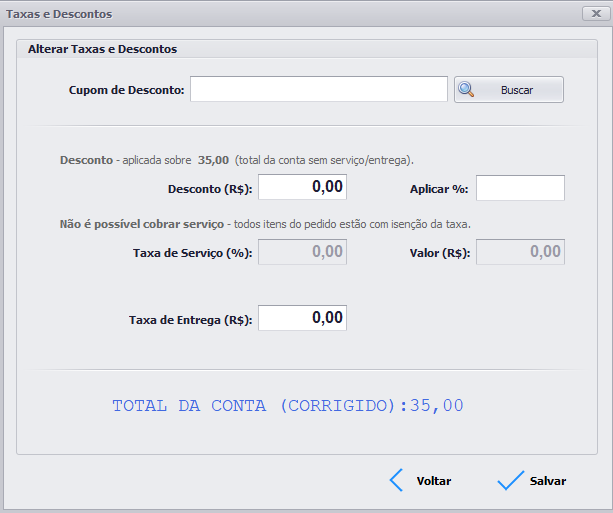 Taxas e Descontos
Alterar Taxas e Descontos
Cupom de Desconto: Buscar
Desconto - aplicada sobre 35,00 (total da conta sem serviço/entrega).
Desconto (R$): 0,00 Aplicar %:
Não é possível cobrar serviço - todos itens do pedido estão com isenção da taxa.
Taxa de Serviço (%): 0,00 Valor (R$): 0,00
Taxa de Entrega (R$): 0,00
TOTAL DA CONTA (CORRIGIDO):35,00
Voltar Salvar